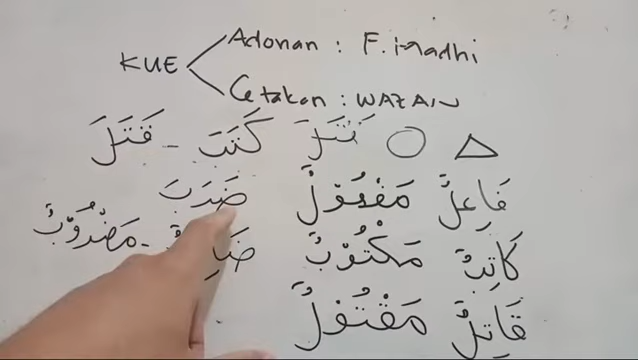 Adonan : F. Madhi
KUE
Cetakan : WAZAN
كَتَبَ - قَتَلَ
فَاعِلٌ مَفْعُوْلٌ ضَرَبَ
كَاتِبٌ مَكْتُوْبٌ - مَضْرُوْبٌ
قَاتِلٌ مَقْتُوْلٌ